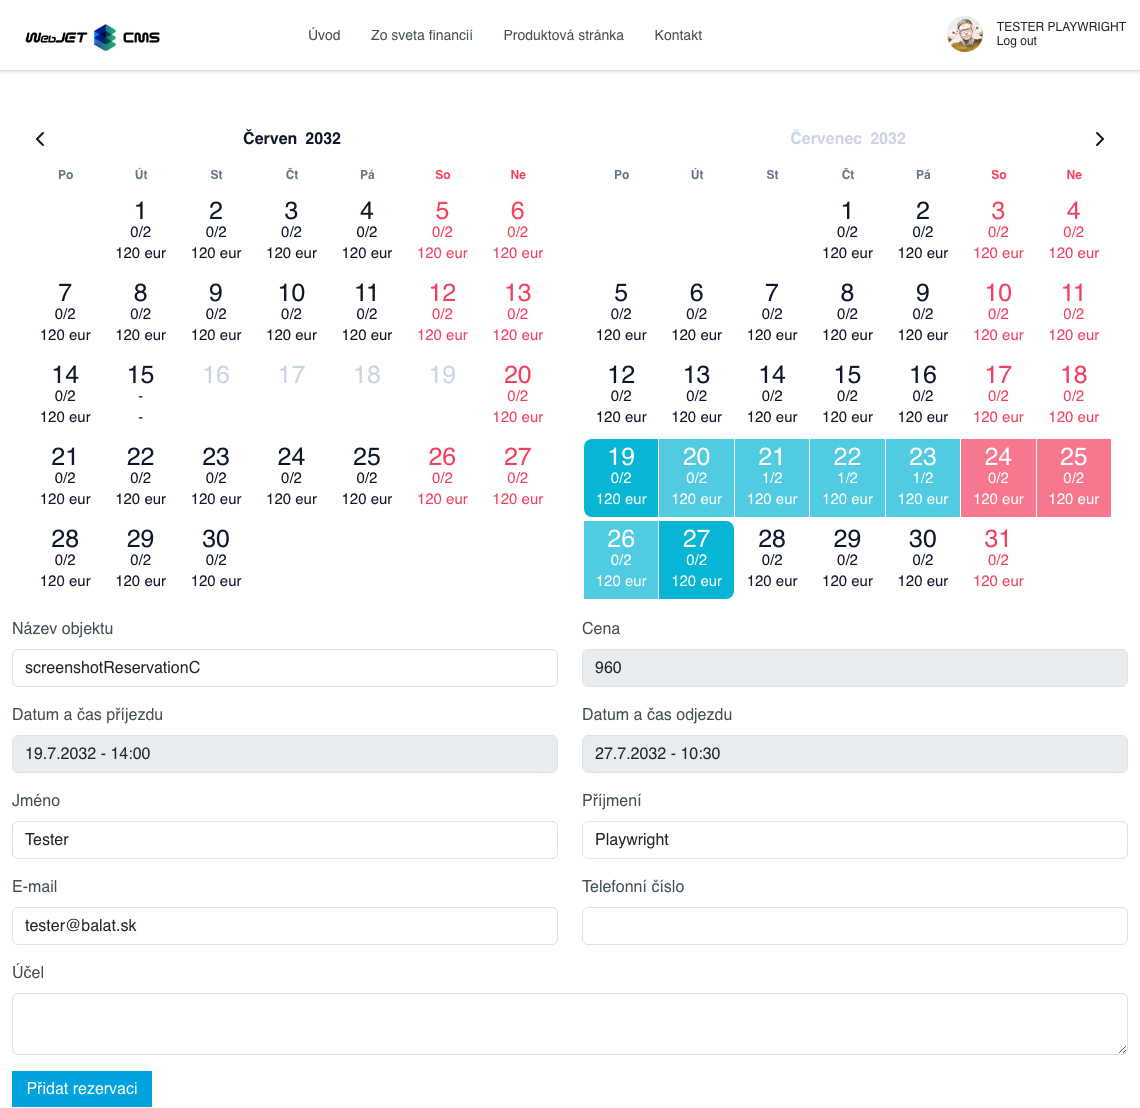 WebJET CMS
Úvod Zo sveta financií Produktová stránka Kontakt
TESTER PLAYWRIGHT
Log out
Červen 2032
Po Út St Čt Pá So Ne
1 2 3 4 5 6
0/2 0/2 0/2 0/2 0/2 0/2
120 eur 120 eur 120 eur 120 eur 120 eur 120 eur
7 8 9 10 11 12 13
0/2 0/2 0/2 0/2 0/2 0/2 0/2
120 eur 120 eur 120 eur 120 eur 120 eur 120 eur 120 eur
14 15 16 17 18 19 20
0/2 - 0/2
120 eur - 120 eur
21 22 23 24 25 26 27
0/2 0/2 0/2 0/2 0/2 0/2 0/2
120 eur 120 eur 120 eur 120 eur 120 eur 120 eur 120 eur
28 29 30
0/2 0/2 0/2
120 eur 120 eur 120 eur
Červenec 2032
Po Út St Čt Pá So Ne
1 2 3 4
0/2 0/2 0/2 0/2
120 eur 120 eur 120 eur 120 eur
5 6 7 8 9 10 11
0/2 0/2 0/2 0/2 0/2 0/2 0/2
120 eur 120 eur 120 eur 120 eur 120 eur 120 eur 120 eur
12 13 14 15 16 17 18
0/2 0/2 0/2 0/2 0/2 0/2 0/2
120 eur 120 eur 120 eur 120 eur 120 eur 120 eur 120 eur
19 20 21 22 23 24 25
0/2 0/2 1/2 1/2 1/2 0/2 0/2
120 eur 120 eur 120 eur 120 eur 120 eur 120 eur 120 eur
26 27 28 29 30 31
0/2 0/2 0/2 0/2 0/2 0/2
120 eur 120 eur 120 eur 120 eur 120 eur 120 eur
Název objektu
screenshotReservationC
Cena
960
Datum a čas příjezdu
19.7.2032 - 14:00
Datum a čas odjezdu
27.7.2032 - 10:30
Jméno
Tester
Příjmení
Playwright
E-mail
tester@balat.sk
Telefonní číslo
Účel
Přidat rezervaci